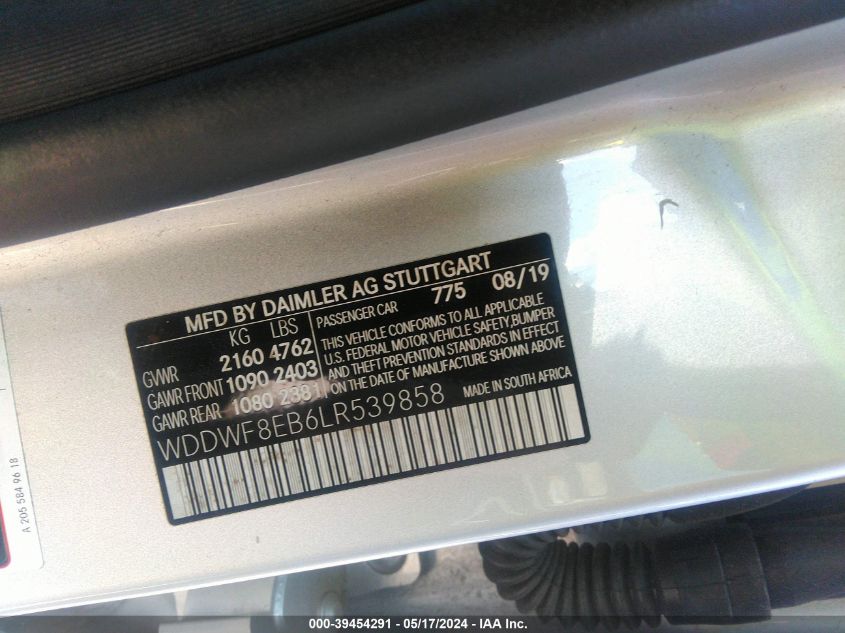 MFD BY DAIMLER AG STUTTGART
KG LBS
GVWR 2160 4762
GAWR FRONT 1090 2403
GAWR REAR 1080 2381
PASSENGER CAR 775 08/19
THIS VEHICLE CONFORMS TO ALL APPLICABLE
U.S. FEDERAL MOTOR VEHICLE SAFETY,BUMPER
AND THEFT PREVENTION STANDARDS IN EFFECT
ON THE DATE OF MANUFACTURE SHOWN ABOVE
WDDWF8EB6LR539858
MADE IN SOUTH AFRICA
A 205 584 96 18
000-39454291 - 05/17/2024 - IAA Inc.